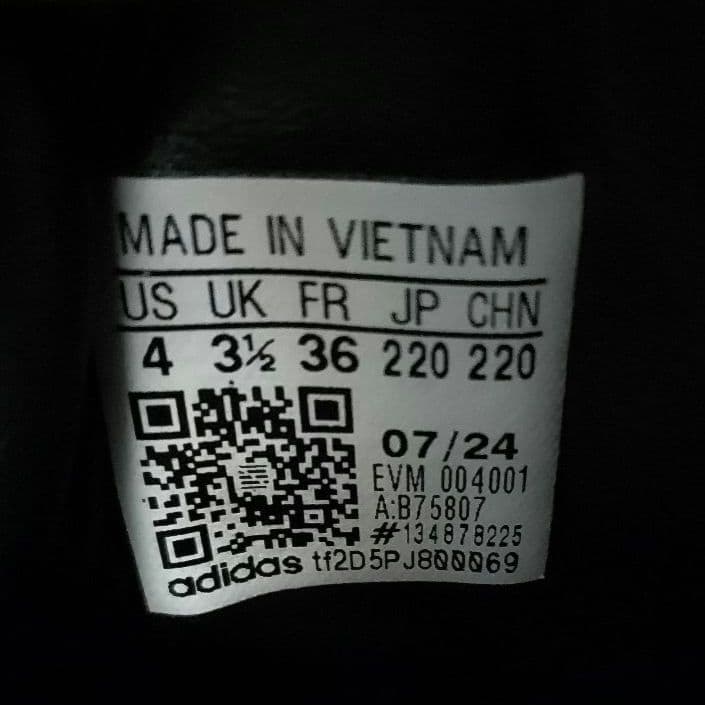 MADE IN VIETNAM
US UK FR JP CHN
4 3½ 36 220 220
07/24
EVM 004001
A:B75807
#134878225
adidas tf2D5PJ800069